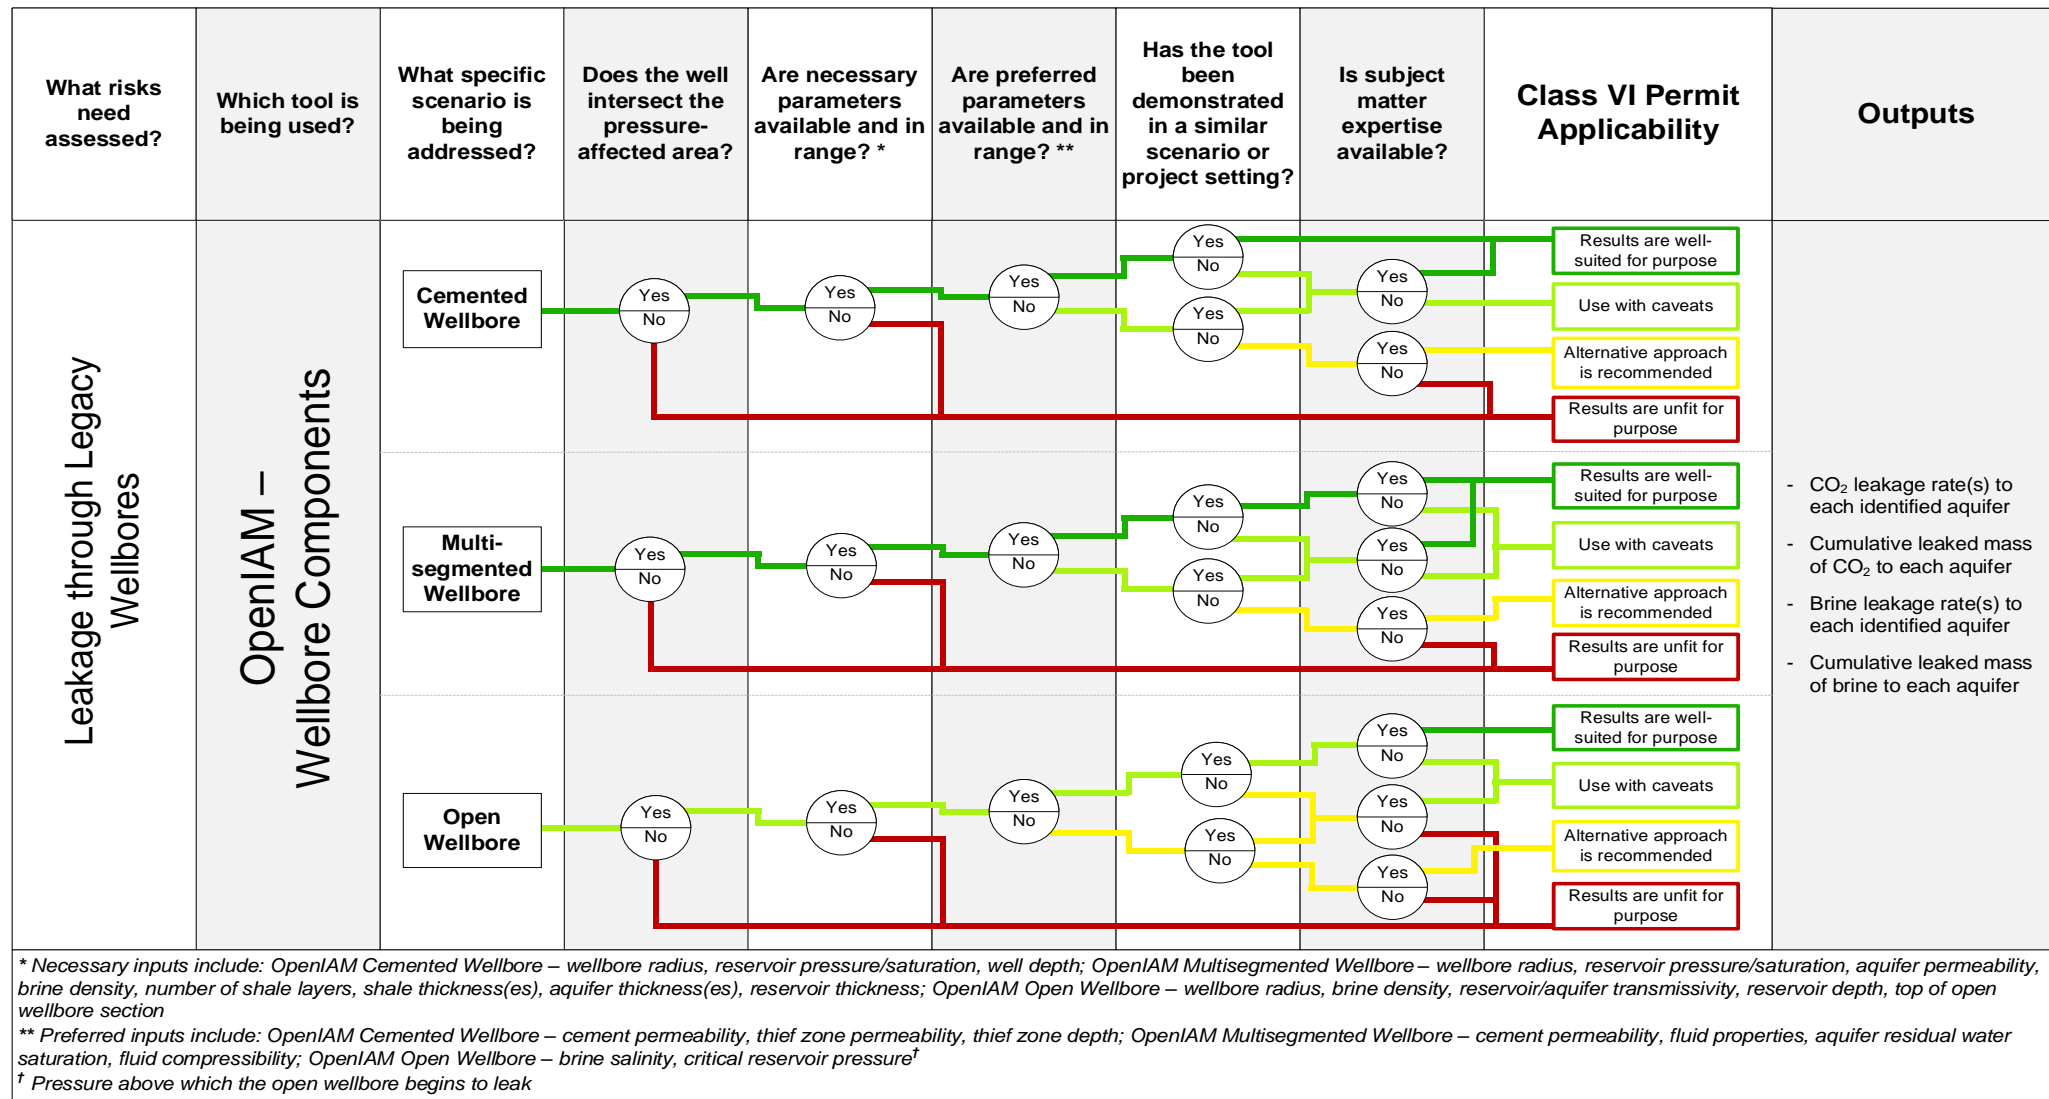 What risks
need
assessed?
Which tool is
being used?
What specific
scenario is
being
addressed?
Does the well
intersect the
pressure-
affected area?
Are necessary
parameters
available and in
range? *
Are preferred
parameters
available and in
range? **
Has the tool
been
demonstrated
in a similar
scenario or
project setting?
Is subject
matter
expertise
available?
Class VI Permit
Applicability
Outputs
Leakage through Legacy
Wellbores
OpenIAM –
Wellbore Components
Cemented
Wellbore
Yes
No
Yes
No
Yes
No
Yes
No
Yes
No
Yes
No
Yes
No
Results are well-
suited for purpose
Use with caveats
Alternative approach
is recommended
Results are unfit for
purpose
Multi-
segmented
Wellbore
Yes
No
Yes
No
Yes
No
Yes
No
Yes
No
Yes
No
Yes
No
Yes
No
Results are well-
suited for purpose
Use with caveats
Alternative approach
is recommended
Results are unfit for
purpose
Open
Wellbore
Yes
No
Yes
No
Yes
No
Yes
No
Yes
No
Yes
No
Yes
No
Yes
No
Results are well-
suited for purpose
Use with caveats
Alternative approach
is recommended
Results are unfit for
purpose
- CO₂ leakage rate(s) to
each identified aquifer
- Cumulative leaked mass
of CO₂ to each aquifer
- Brine leakage rate(s) to
each identified aquifer
- Cumulative leaked mass
of brine to each aquifer
* Necessary inputs include: OpenIAM Cemented Wellbore – wellbore radius, reservoir pressure/saturation, well depth; OpenIAM Multisegmented Wellbore – wellbore radius, reservoir pressure/saturation, aquifer permeability,
brine density, number of shale layers, shale thickness(es), aquifer thickness(es), reservoir thickness; OpenIAM Open Wellbore – wellbore radius, brine density, reservoir/aquifer transmissivity, reservoir depth, top of open
wellbore section
** Preferred inputs include: OpenIAM Cemented Wellbore – cement permeability, thief zone permeability, thief zone depth; OpenIAM Multisegmented Wellbore – cement permeability, fluid properties, aquifer residual water
saturation, fluid compressibility; OpenIAM Open Wellbore – brine salinity, critical reservoir pressure†
† Pressure above which the open wellbore begins to leak